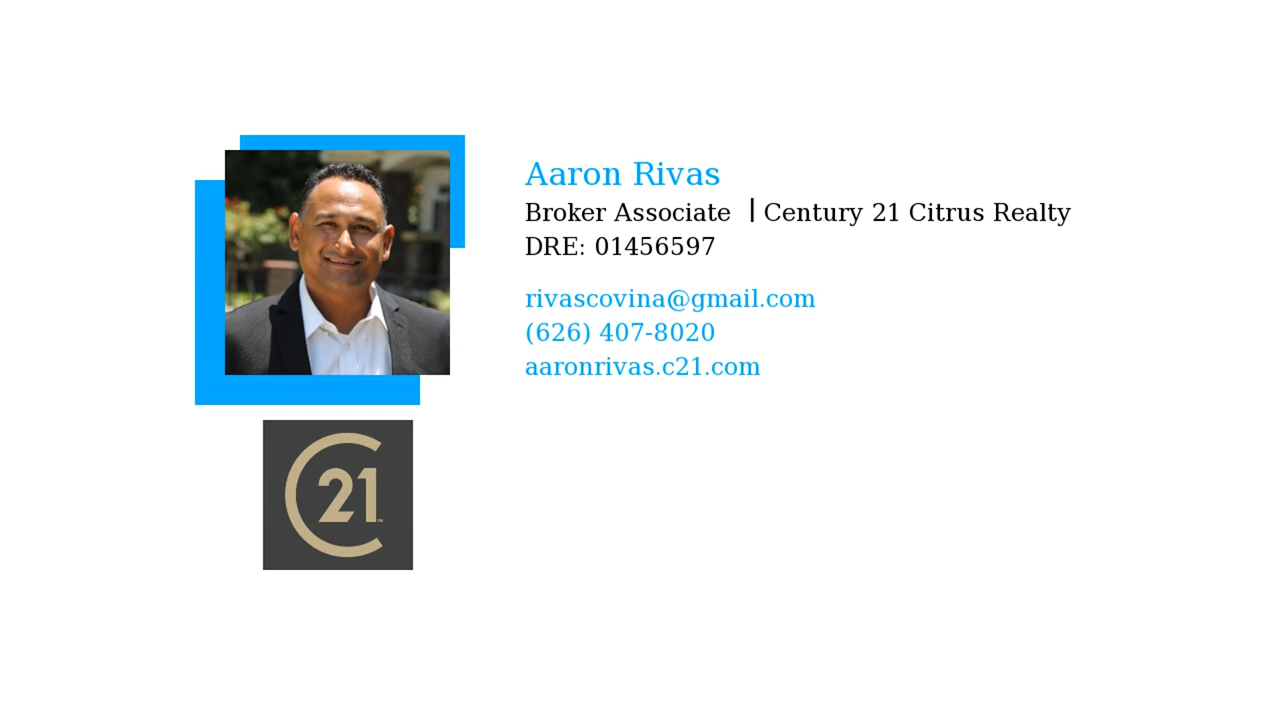 Aaron Rivas
Broker Associate | Century 21 Citrus Realty
DRE: 01456597
rivascovina@gmail.com
(626) 407-8020
aaronrivas.c21.com
C21